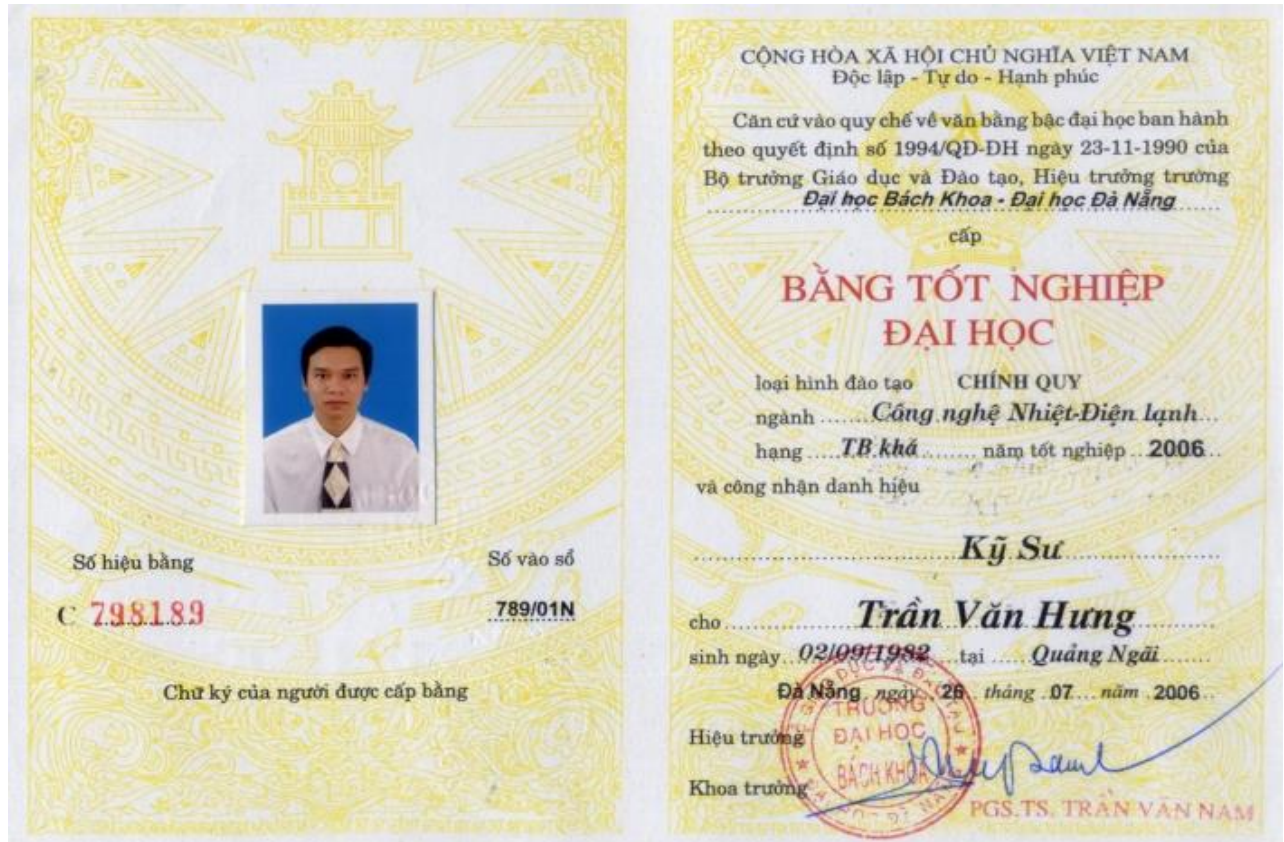 Số hiệu bằng
Số vào sổ
C 798189
789/01N
Chữ ký của người được cấp bằng
CỘNG HÒA XÃ HỘI CHỦ NGHĨA VIỆT NAM
Độc lập - Tự do - Hạnh phúc
Căn cứ vào quy chế về văn bằng bậc đại học ban hành
theo quyết định số 1994/QĐ-ĐH ngày 23-11-1990 của
Bộ trưởng Giáo dục và Đào tạo, Hiệu trưởng trường
Đại học Bách Khoa - Đại học Đà Nẵng
cấp
BẰNG TỐT NGHIỆP
ĐẠI HỌC
loại hình đào tạo CHÍNH QUY
ngành Công nghệ Nhiệt-Điện lạnh
hạng TB khá năm tốt nghiệp 2006
và công nhận danh hiệu
Kỹ Sư
cho Trần Văn Hưng
sinh ngày 02/09/1982 tại Quảng Ngãi
Đà Nẵng ngày 26 tháng 07 năm 2006
Hiệu trưởng
Khoa trưởng
TRƯỜNG
ĐẠI HỌC
BÁCH KHOA
PGS.TS. TRẦN VĂN NAM